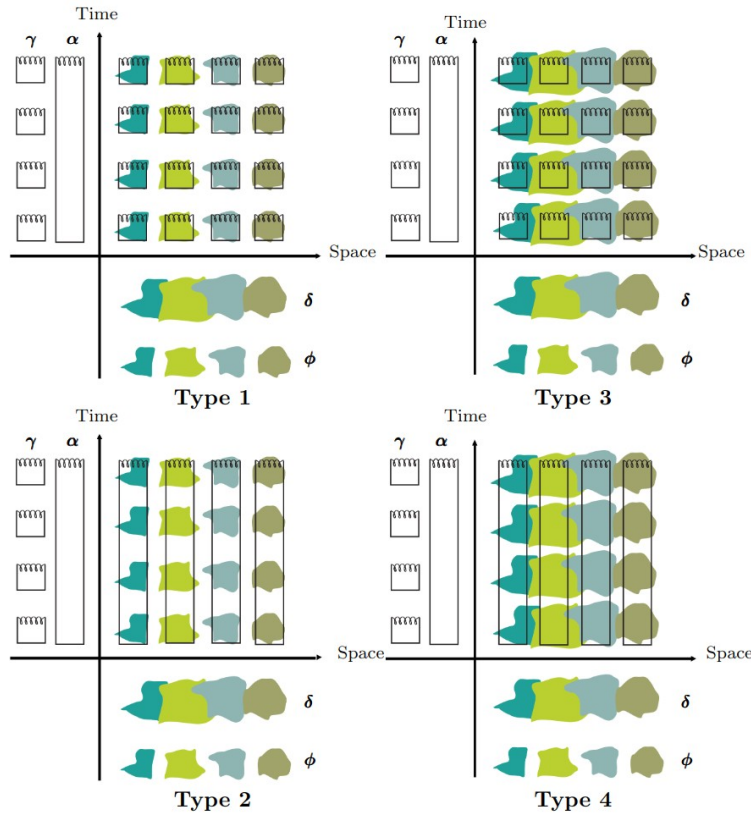 Time
γ α
Space
δ
ϕ
Type 1
Time
γ α
Space
δ
ϕ
Type 3
Time
γ α
Space
δ
ϕ
Type 2
Time
γ α
Space
δ
ϕ
Type 4